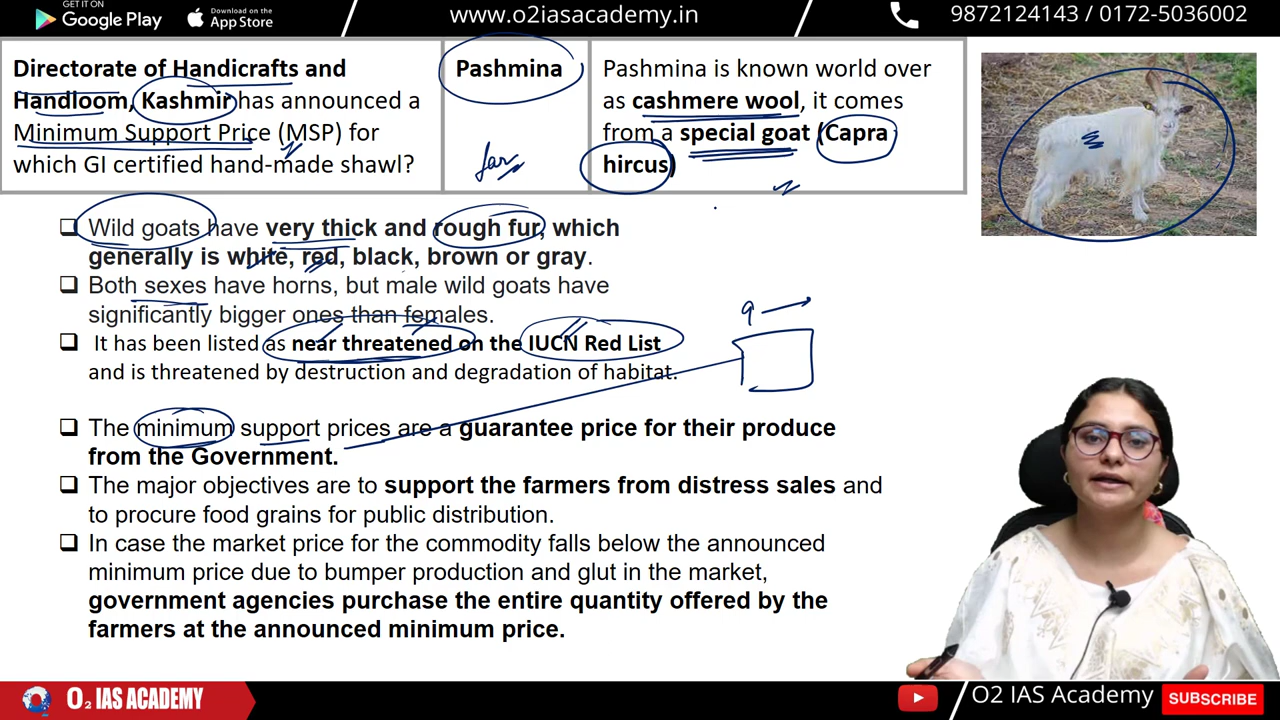 GET IT ON
Google Play
Download on the
App Store
www.o2iasacademy.in
9872124143 / 0172-5036002
Directorate of Handicrafts and
Handloom, Kashmir has announced a
Minimum Support Price (MSP) for
which GI certified hand-made shawl?
Pashmina
Pashmina is known world over
as cashmere wool, it comes
from a special goat (Capra
hircus)
❑ Wild goats have very thick and rough fur, which
generally is white, red, black, brown or gray.
❑ Both sexes have horns, but male wild goats have
significantly bigger ones than females.
❑ It has been listed as near threatened on the IUCN Red List
and is threatened by destruction and degradation of habitat.
❑ The minimum support prices are a guarantee price for their produce
from the Government.
❑ The major objectives are to support the farmers from distress sales and
to procure food grains for public distribution.
❑ In case the market price for the commodity falls below the announced
minimum price due to bumper production and glut in the market,
government agencies purchase the entire quantity offered by the
farmers at the announced minimum price.
O2 IAS ACADEMY
O2 IAS Academy
SUBSCRIBE